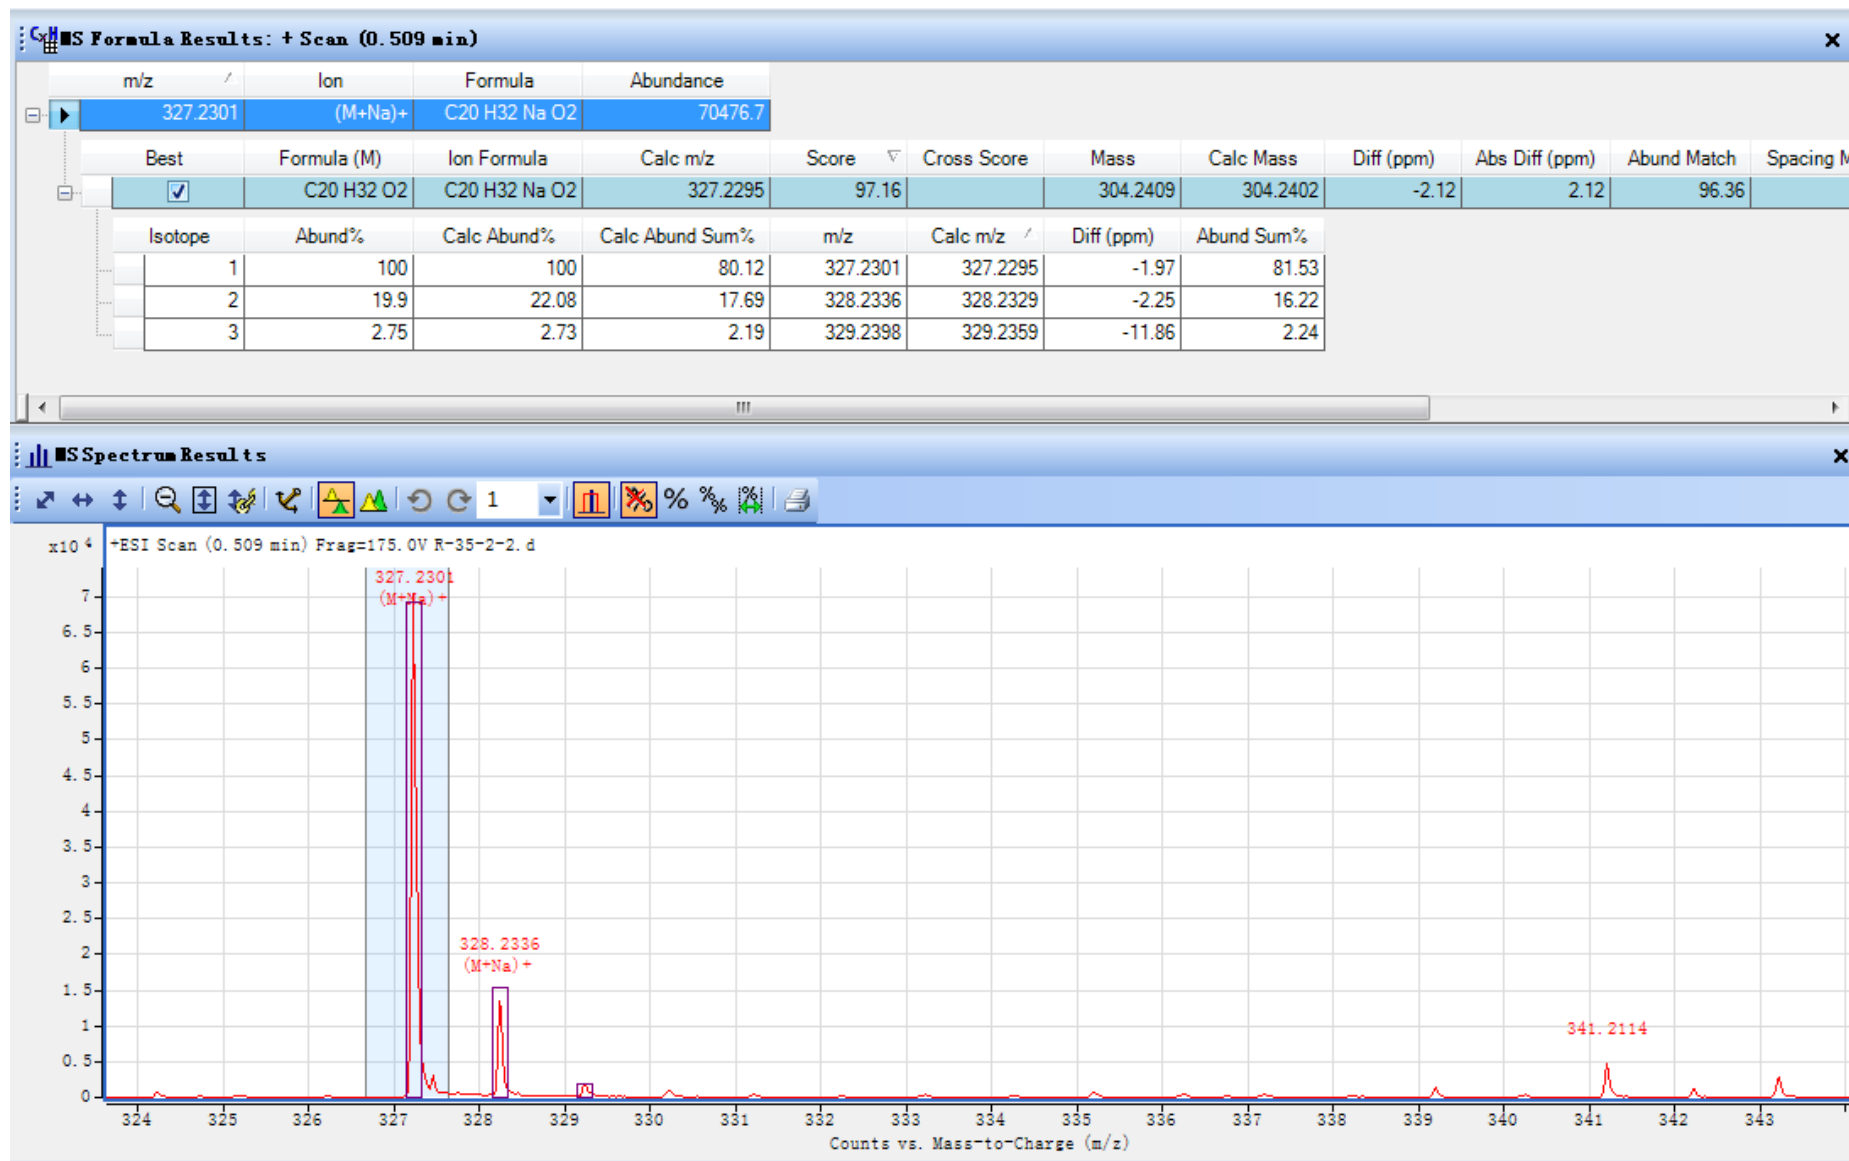 MS Formula Results: + Scan (0.509 min)
m/z Ion Formula Abundance
327.2301 (M+Na)+ C20 H32 Na O2 70476.7
Best Formula (M) Ion Formula Calc m/z Score Cross Score Mass Calc Mass Diff (ppm) Abs Diff (ppm) Abund Match Spacing M
C20 H32 O2 C20 H32 Na O2 327.2295 97.16 304.2409 304.2402 -2.12 2.12 96.36
Isotope Abund% Calc Abund% Calc Abund Sum% m/z Calc m/z Diff (ppm) Abund Sum%
1 100 100 80.12 327.2301 327.2295 -1.97 81.53
2 19.9 22.08 17.69 328.2336 328.2329 -2.25 16.22
3 2.75 2.73 2.19 329.2398 329.2359 -11.86 2.24
MS Spectrum Results
1
x10 4 +ESI Scan (0.509 min) Frag=175.0V R-35-2-2.d
327.2301
(M+Na)+
7
6.5
6
5.5
5
4.5
4
3.5
3
2.5
328.2336
(M+Na)+
2
1.5
341.2114
1
0.5
0
324 325 326 327 328 329 330 331 332 333 334 335 336 337 338 339 340 341 342 343
Counts vs. Mass-to-Charge (m/z)